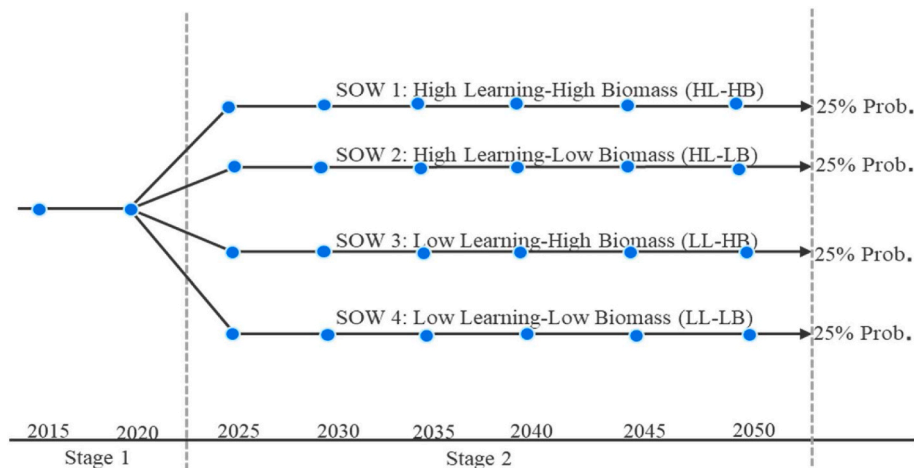 SOW 1: High Learning-High Biomass (HL-HB)
25% Prob.
SOW 2: High Learning-Low Biomass (HL-LB)
25% Prob.
SOW 3: Low Learning-High Biomass (LL-HB)
25% Prob.
SOW 4: Low Learning-Low Biomass (LL-LB)
25% Prob.
2015 2020 2025 2030 2035 2040 2045 2050
Stage 1 Stage 2